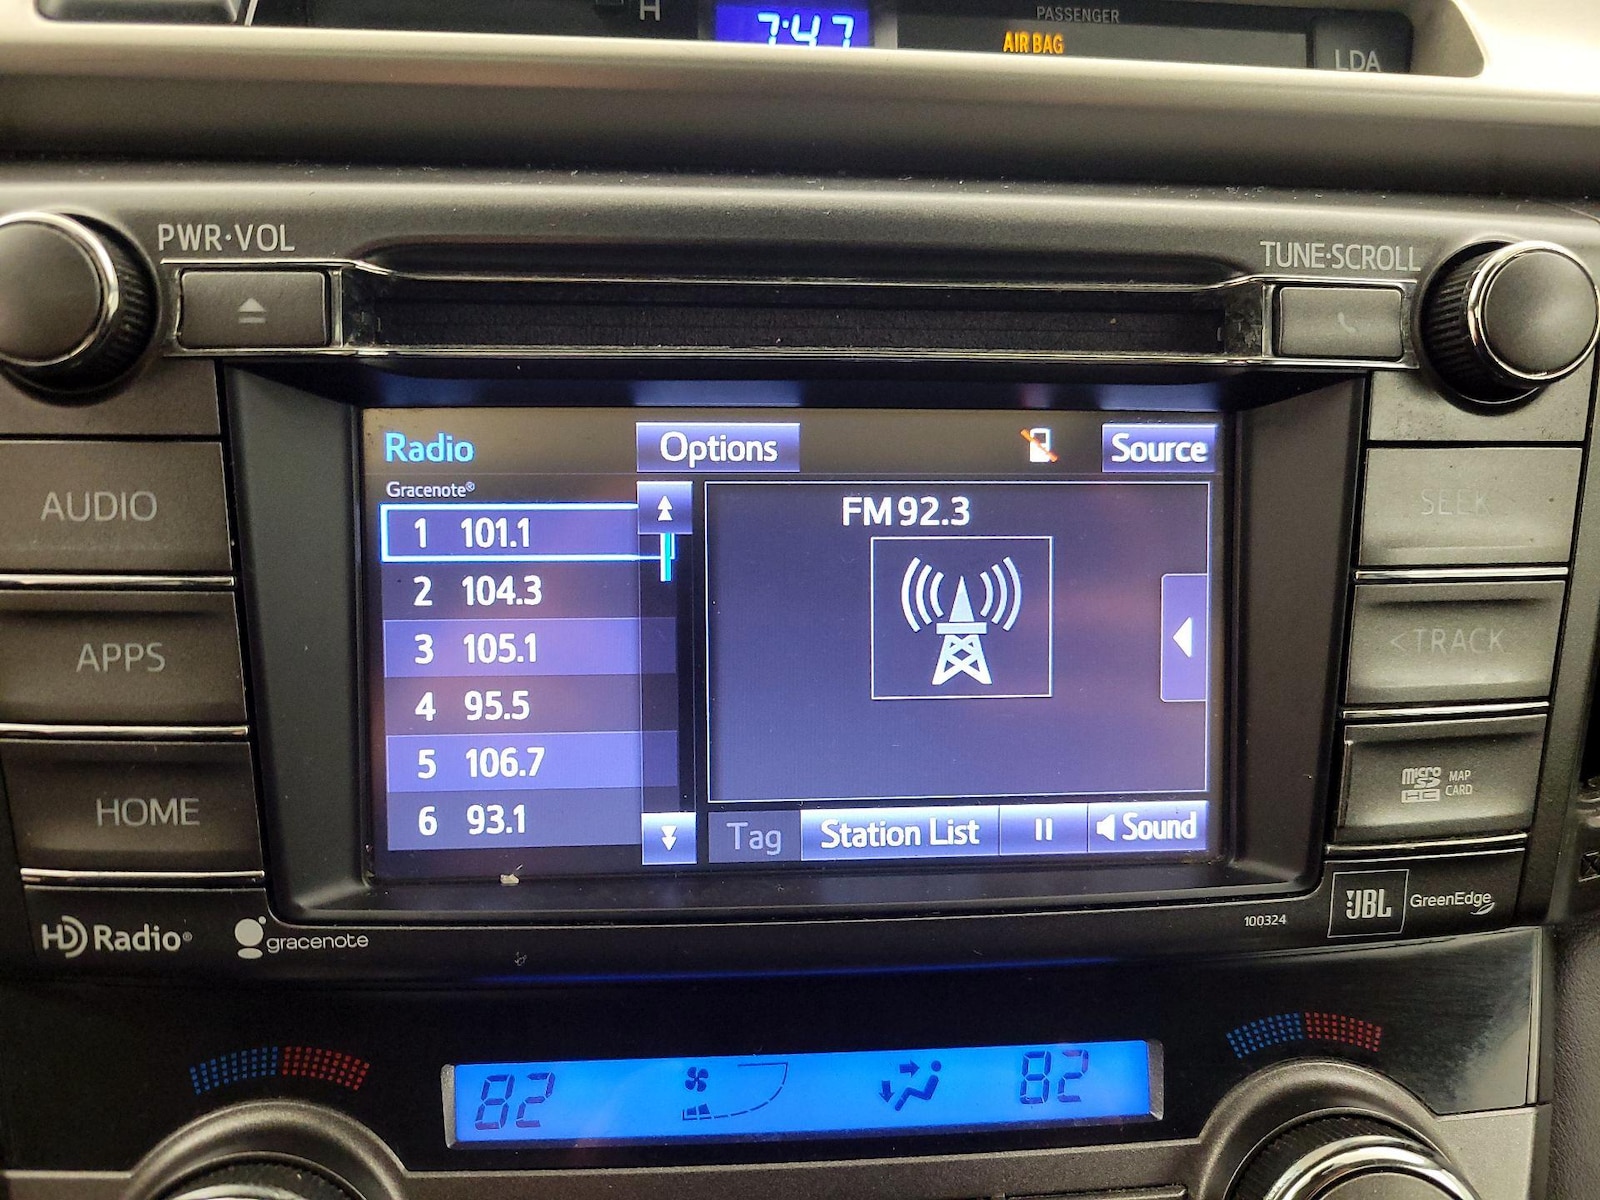 H
7:47
PASSENGER
AIR BAG
LDA
PWR·VOL
TUNE·SCROLL
Radio
Options
Source
Gracenote®
1 101.1
2 104.3
3 105.1
4 95.5
5 106.7
6 93.1
FM 92.3
Tag
Station List
Sound
AUDIO
APPS
HOME
SEEK
TRACK
micro SD HC
MAP
CARD
HD Radio®
gracenote
100324
JBL
GreenEdge
82
82